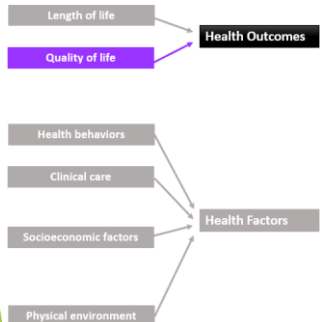 Length of life
Health Outcomes
Quality of life
Health behaviors
Clinical care
Health Factors
Socioeconomic factors
Physical environment